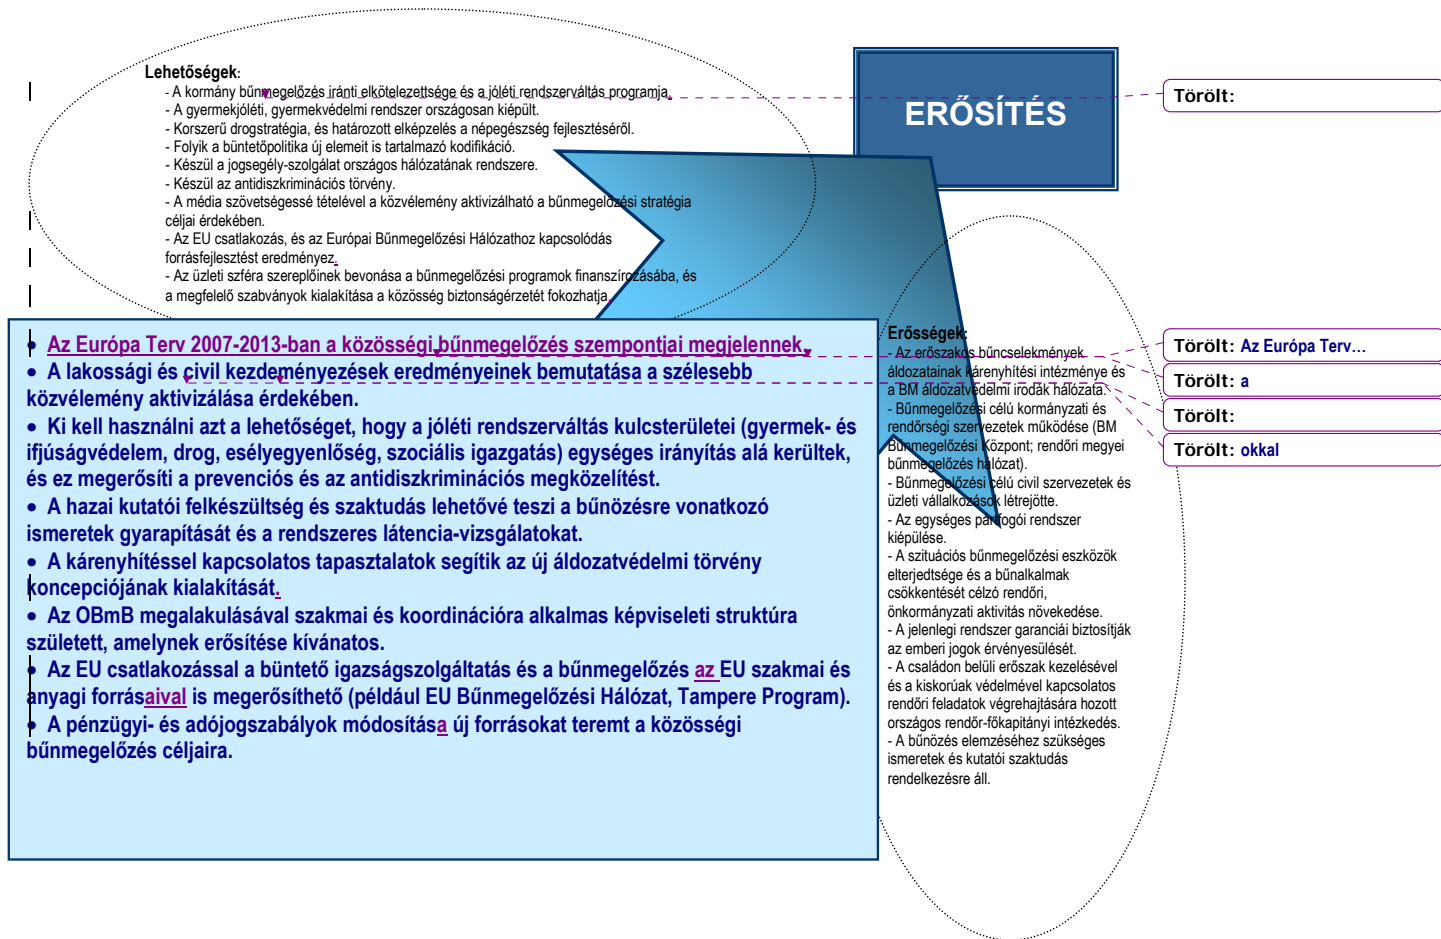 Lehetőségek:
- A kormány bűnmegelőzés iránti elkötelezettsége és a jóléti rendszerváltás programja.
- A gyermekjóléti, gyermekvédelmi rendszer országosan kiépült.
- Korszerű drogstratégia, és határozott elképzelés a népegészség fejlesztéséről.
- Folyik a büntetőpolitika új elemeit is tartalmazó kodifikáció.
- Készül a jogsegély-szolgálat országos hálózatának rendszere.
- Készül az antidiszkriminációs törvény.
- A média szövetségessé tételével a közvélemény aktivizálható a bűnmegelőzési stratégia
céljai érdekében.
- Az EU csatlakozás, és az Európai Bűnmegelőzési Hálózathoz kapcsolódás
forrásfejlesztést eredményez.
- Az üzleti szféra szereplőinek bevonása a bűnmegelőzési programok finanszírozásába, és
a megfelelő szabványok kialakítása a közösség biztonságérzetét fokozhatja.
ERŐSÍTÉS
Törölt:
• Az Európa Terv 2007-2013-ban a közösségi bűnmegelőzés szempontjai megjelennek.
• A lakossági és civil kezdeményezések eredményeinek bemutatása a szélesebb
közvélemény aktivizálása érdekében.
• Ki kell használni azt a lehetőséget, hogy a jóléti rendszerváltás kulcsterületei (gyermek- és
ifjúságvédelem, drog, esélyegyenlőség, szociális igazgatás) egységes irányítás alá kerültek,
és ez megerősíti a prevenciós és az antidiszkriminációs megközelítést.
• A hazai kutatói felkészültség és szaktudás lehetővé teszi a bűnözésre vonatkozó
ismeretek gyarapítását és a rendszeres látencia-vizsgálatokat.
• A kárenyhítéssel kapcsolatos tapasztalatok segítik az új áldozatvédelmi törvény
koncepciójának kialakítását.
• Az OBmB megalakulásával szakmai és koordinációra alkalmas képviseleti struktúra
született, amelynek erősítése kívánatos.
• Az EU csatlakozással a büntető igazságszolgáltatás és a bűnmegelőzés az EU szakmai és
anyagi forrásaival is megerősíthető (például EU Bűnmegelőzési Hálózat, Tampere Program).
• A pénzügyi- és adójogszabályok módosítása új forrásokat teremt a közösségi
bűnmegelőzés céljaira.
Erősségek:
- Az erőszakos bűncselekmények
áldozatainak kárenyhítési intézménye és
a BM áldozatvédelmi irodák hálózata.
- Bűnmegelőzési célú kormányzati és
rendőrségi szervezetek működése (BM
Bűnmegelőzési Központ; rendőri megyei
bűnmegelőzés hálózat).
- Bűnmegelőzési célú civil szervezetek és
üzleti vállalkozások létrejötte.
- Az egységes pártfogói rendszer
kiépülése.
- A szituációs bűnmegelőzési eszközök
elterjedtsége és a bűnalkalmak
csökkentését célzó rendőri,
önkormányzati aktivitás növekedése.
- A jelenlegi rendszer garanciái biztosítják
az emberi jogok érvényesülését.
- A családon belüli erőszak kezelésével
és a kiskorúak védelmével kapcsolatos
rendőri feladatok végrehajtására hozott
országos rendőr-főkapitányi intézkedés.
- A bűnözés elemzéséhez szükséges
ismeretek és kutatói szaktudás
rendelkezésre áll.
Törölt: Az Európa Terv…
Törölt: a
Törölt:
Törölt: okkal